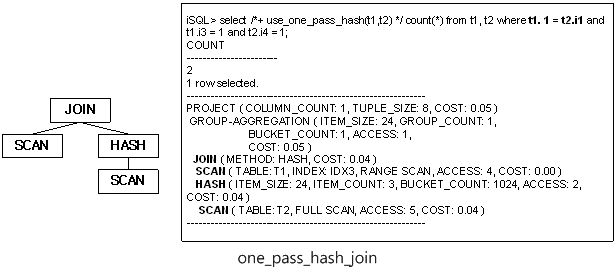 JOIN
SCAN
HASH
SCAN
iSQL> select /*+ use_one_pass_hash(t1,t2) */ count(*) from t1, t2 where t1. 1 = t2.i1 and
t1.i3 = 1 and t2.i4 = 1;
COUNT
-----------------------
2
1 row selected.
------------------------------------------------------------
PROJECT ( COLUMN_COUNT: 1, TUPLE_SIZE: 8, COST: 0.05 )
GROUP-AGGREGATION ( ITEM_SIZE: 24, GROUP_COUNT: 1,
BUCKET_COUNT: 1, ACCESS: 1,
COST: 0.05 )
JOIN ( METHOD: HASH, COST: 0.04 )
SCAN ( TABLE: T1, INDEX: IDX3, RANGE SCAN, ACCESS: 4, COST: 0.00 )
HASH ( ITEM_SIZE: 24, ITEM_COUNT: 3, BUCKET_COUNT: 1024, ACCESS: 2,
COST: 0.04 )
SCAN ( TABLE: T2, FULL SCAN, ACCESS: 5, COST: 0.04 )
------------------------------------------------------------
one_pass_hash_join